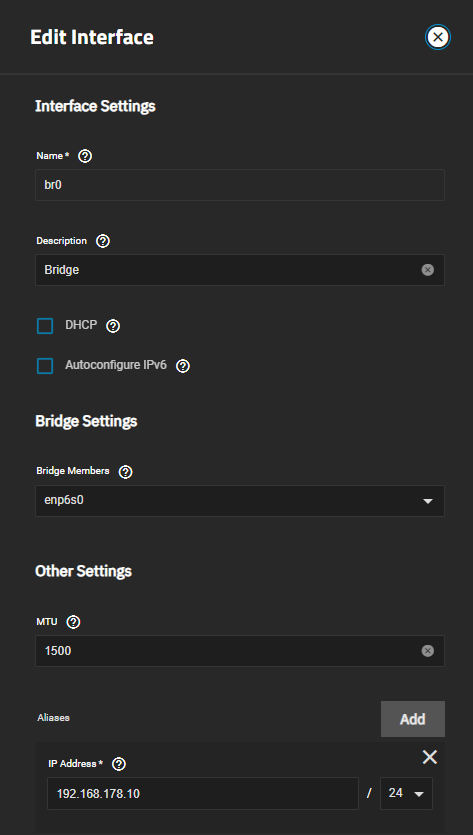 Edit Interface
Interface Settings
Name *
br0
Description
Bridge
DHCP
Autoconfigure IPv6
Bridge Settings
Bridge Members
enp6s0
Other Settings
MTU
1500
Aliases Add
IP Address *
192.168.178.10 / 24